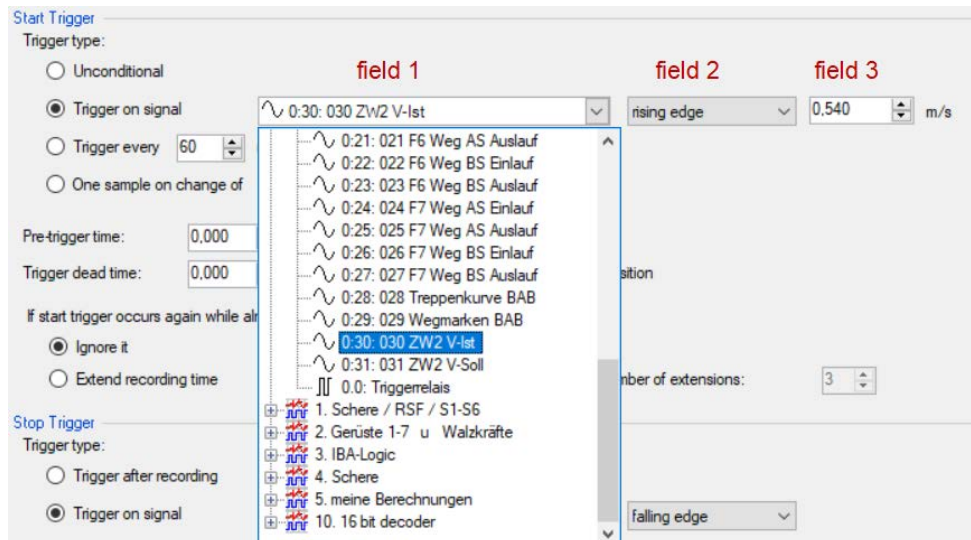 Start Trigger
Trigger type:
field 1 field 2 field 3
Unconditional
Trigger on signal 0:30: 030 ZW2 V-Ist rising edge 0,540 m/s
Trigger every 60
One sample on change of
0:21: 021 F6 Weg AS Auslauf
0:22: 022 F6 Weg BS Einlauf
0:23: 023 F6 Weg BS Auslauf
0:24: 024 F7 Weg AS Einlauf
0:25: 025 F7 Weg AS Auslauf
0:26: 026 F7 Weg BS Einlauf
0:27: 027 F7 Weg BS Auslauf
0:28: 028 Treppenkurve BAB
0:29: 029 Wegmarken BAB
0:30: 030 ZW2 V-Ist
0:31: 031 ZW2 V-Soll
0.0: Triggerrelais
1. Schere / RSF / S1-S6
2. Gerüste 1-7 u Walzkräfte
3. IBA-Logic
4. Schere
5. meine Berechnungen
10. 16 bit decoder
Pre-trigger time: 0,000
Trigger dead time: 0,000 sition
If start trigger occurs again while alr
Ignore it
Extend recording time nber of extensions: 3
Stop Trigger
Trigger type:
Trigger after recording
Trigger on signal falling edge